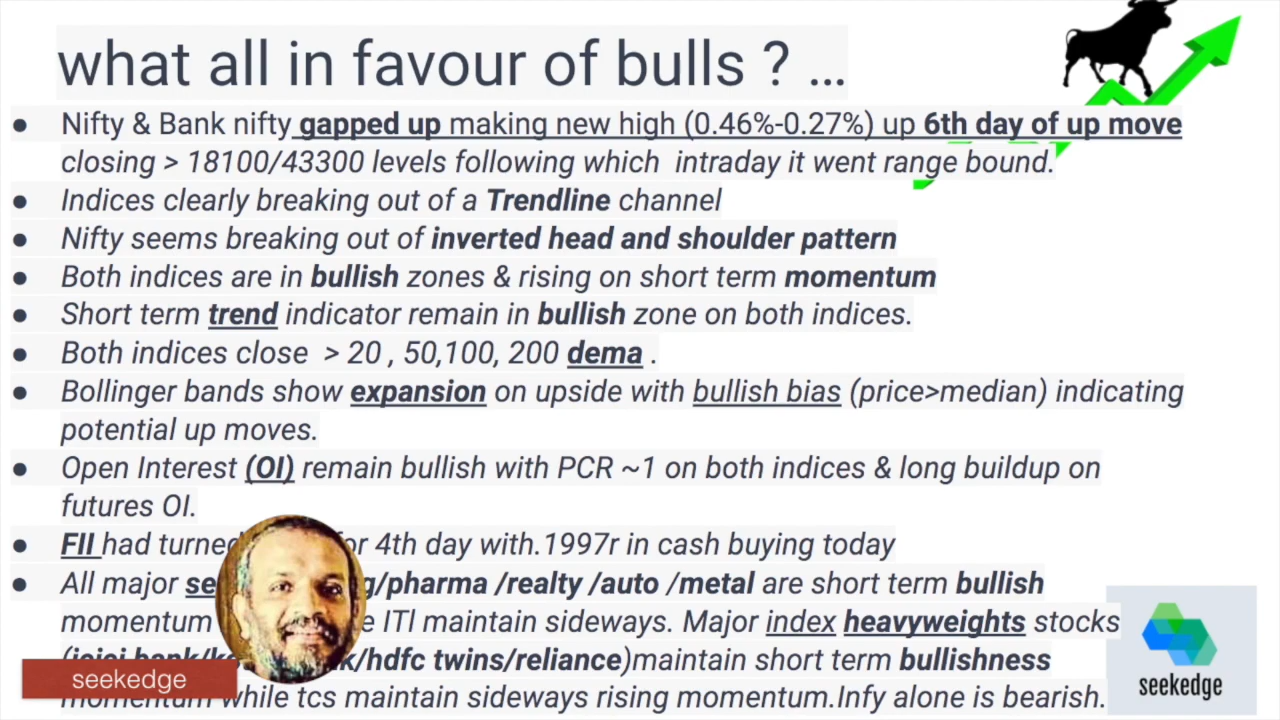 what all in favour of bulls ? ...
● Nifty & Bank nifty gapped up making new high (0.46%-0.27%) up 6th day of up move
closing > 18100/43300 levels following which intraday it went range bound.
● Indices clearly breaking out of a Trendline channel
● Nifty seems breaking out of inverted head and shoulder pattern
● Both indices are in bullish zones & rising on short term momentum
● Short term trend indicator remain in bullish zone on both indices.
● Both indices close > 20 , 50,100, 200 dema .
● Bollinger bands show expansion on upside with bullish bias (price>median) indicating
potential up moves.
● Open Interest (OI) remain bullish with PCR ~1 on both indices & long buildup on
futures OI.
● FII had turned for 4th day with.1997r in cash buying today
● All major /pharma /realty /auto /metal are short term bullish
momentum ITl maintain sideways. Major index heavyweights stocks
/hdfc twins/reliance)maintain short term bullishness
momentum while tcs maintain sideways rising momentum.Infy alone is bearish.
seekedge
seekedge